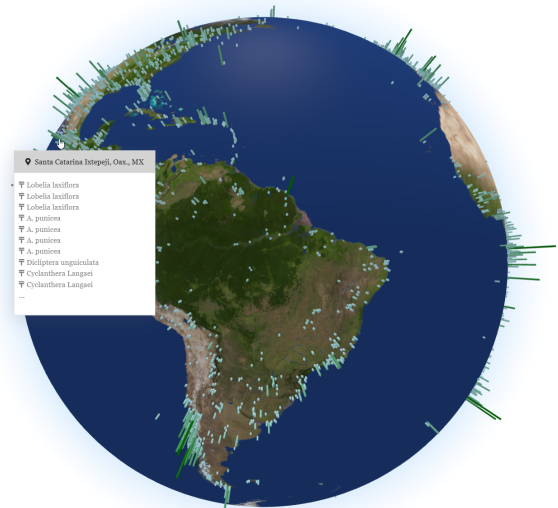 Santa Catarina Ixtepeji, Oax., MX
Lobelia laxiflora
Lobelia laxiflora
Lobelia laxiflora
A. punicea
A. punicea
A. punicea
A. punicea
Dicliptera unguiculata
Cyclanthera Langaei
Cyclanthera Langaei
...